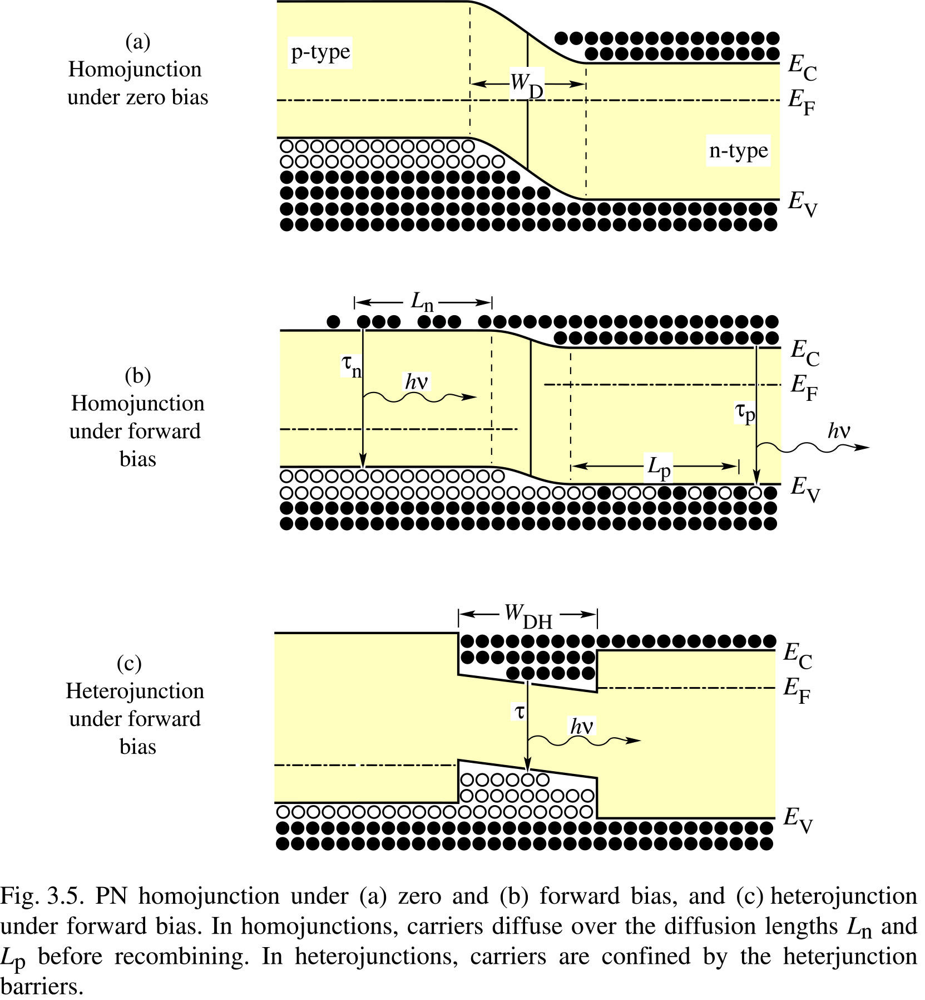 (a)
Homojunction
under zero bias
p-type
W_D
E_C
E_F
n-type
E_V
(b)
Homojunction
under forward
bias
L_n
τ_n
hν
E_C
E_F
τ_p
hν
L_p
E_V
(c)
Heterojunction
under forward
bias
W_DH
E_C
E_F
τ
hν
E_V
Fig. 3.5. PN homojunction under (a) zero and (b) forward bias, and (c) heterojunction
under forward bias. In homojunctions, carriers diffuse over the diffusion lengths L_n and
L_p before recombining. In heterojunctions, carriers are confined by the heterjunction
barriers.